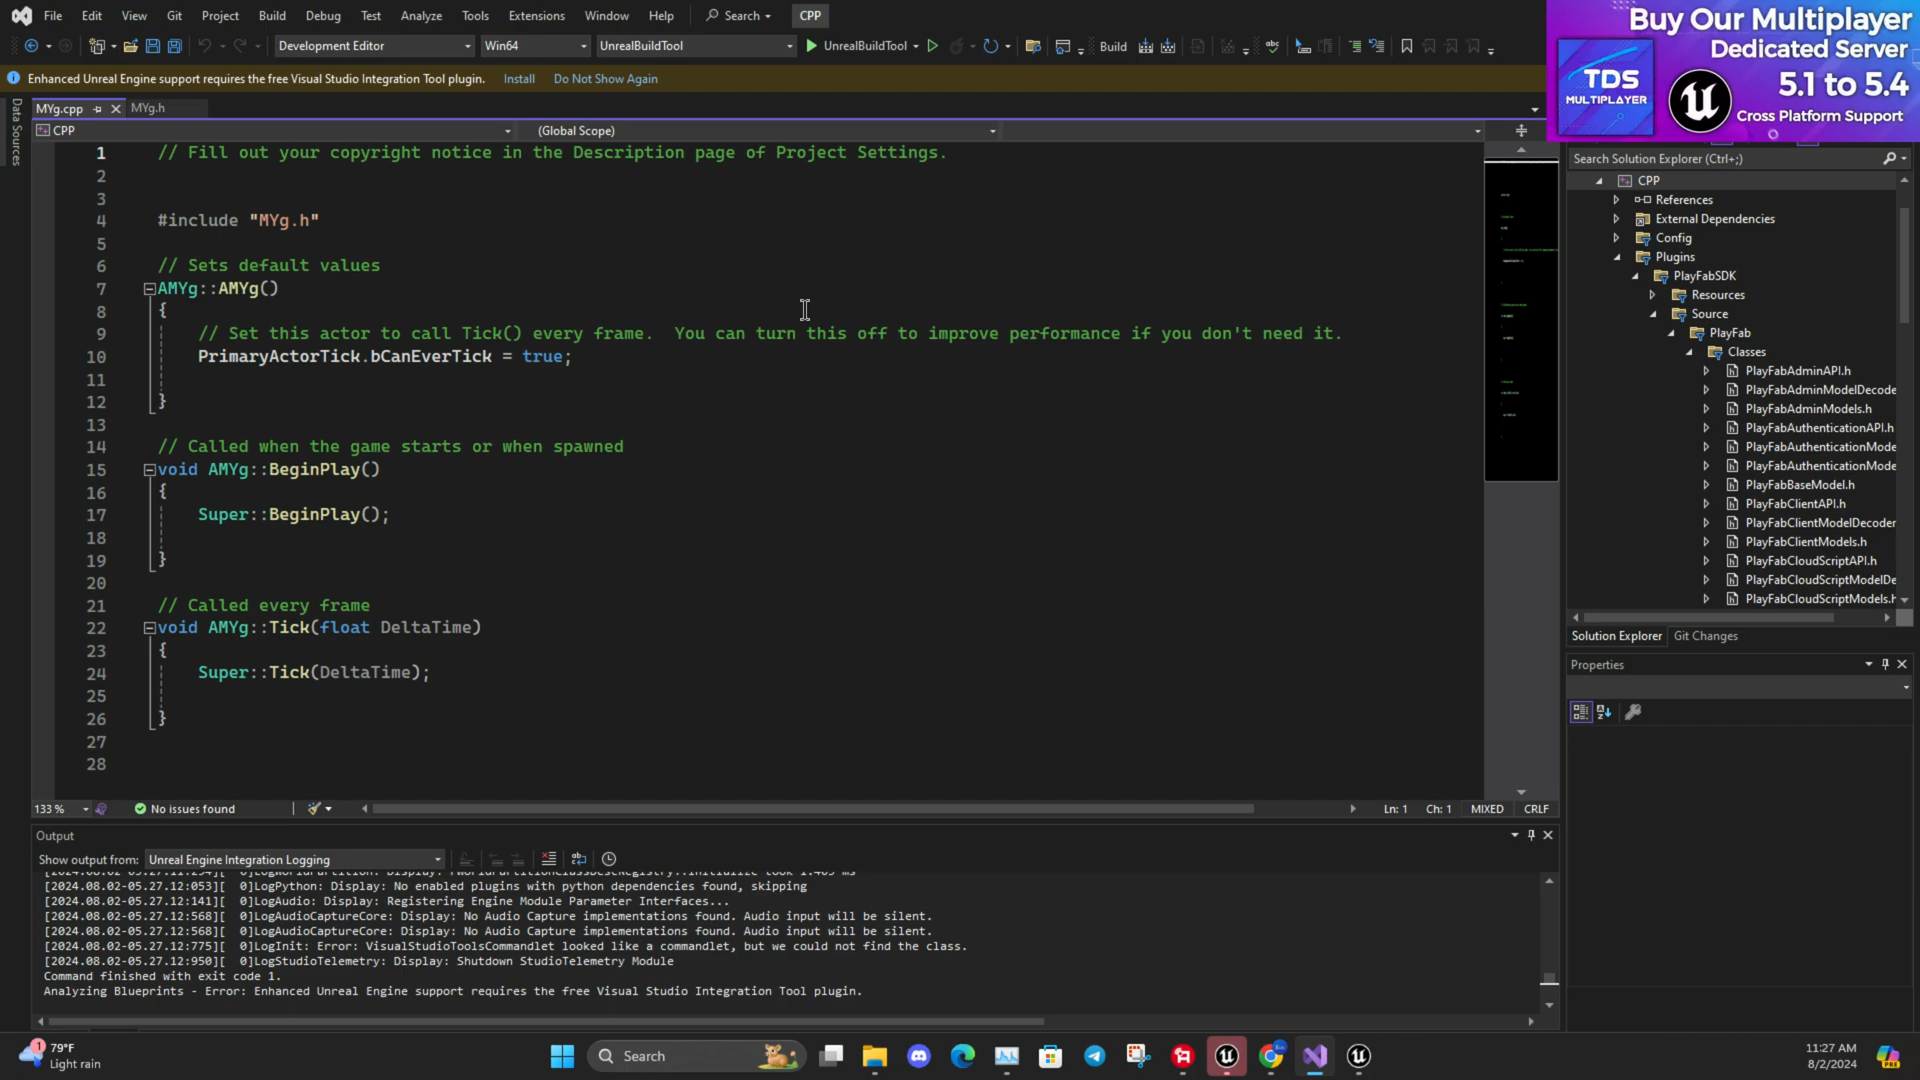 File Edit View Git Project Build Debug Test Analyze Tools Extensions Window Help Search CPP
Development Editor Win64 UnrealBuildTool UnrealBuildTool Build
Enhanced Unreal Engine support requires the free Visual Studio Integration Tool plugin. Install Do Not Show Again
Buy Our Multiplayer
Dedicated Server
5.1 to 5.4
Cross Platform Support
TDS
MULTIPLAYER
Data Sources
MYg.cpp MYg.h
CPP (Global Scope)
1 // Fill out your copyright notice in the Description page of Project Settings.
2
3
4 #include "MYg.h"
5
6 // Sets default values
7 AMYg::AMYg()
8 {
9 // Set this actor to call Tick() every frame.  You can turn this off to improve performance if you don't need it.
10 PrimaryActorTick.bCanEverTick = true;
11
12 }
13
14 // Called when the game starts or when spawned
15 void AMYg::BeginPlay()
16 {
17 Super::BeginPlay();
18
19 }
20
21 // Called every frame
22 void AMYg::Tick(float DeltaTime)
23 {
24 Super::Tick(DeltaTime);
25
26 }
27
28
133 % No issues found Ln: 1 Ch: 1 MIXED CRLF
Search Solution Explorer (Ctrl+;)
CPP
References
External Dependencies
Config
Plugins
PlayFabSDK
Resources
Source
PlayFab
Classes
PlayFabAdminAPI.h
PlayFabAdminModelDecode
PlayFabAdminModels.h
PlayFabAuthenticationAPI.h
PlayFabAuthenticationMode
PlayFabAuthenticationMode
PlayFabBaseModel.h
PlayFabClientAPI.h
PlayFabClientModelDecoder
PlayFabClientModels.h
PlayFabCloudScriptAPI.h
PlayFabCloudScriptModelDe
PlayFabCloudScriptModels.h
Solution Explorer Git Changes
Properties
Output
Show output from: Unreal Engine Integration Logging
[2024.08.02-05.27.12:053][  0]LogPython: Display: No enabled plugins with python dependencies found, skipping
[2024.08.02-05.27.12:141][  0]LogAudio: Display: Registering Engine Module Parameter Interfaces...
[2024.08.02-05.27.12:568][  0]LogAudioCaptureCore: Display: No Audio Capture implementations found. Audio input will be silent.
[2024.08.02-05.27.12:568][  0]LogAudioCaptureCore: Display: No Audio Capture implementations found. Audio input will be silent.
[2024.08.02-05.27.12:775][  0]LogInit: Error: VisualStudioToolsCommandlet looked like a commandlet, but we could not find the class.
[2024.08.02-05.27.12:950][  0]LogStudioTelemetry: Display: Shutdown StudioTelemetry Module
Command finished with exit code 1.
Analyzing Blueprints - Error: Enhanced Unreal Engine support requires the free Visual Studio Integration Tool plugin.
1 79°F
Light rain
Search
11:27 AM
8/2/2024
PRE